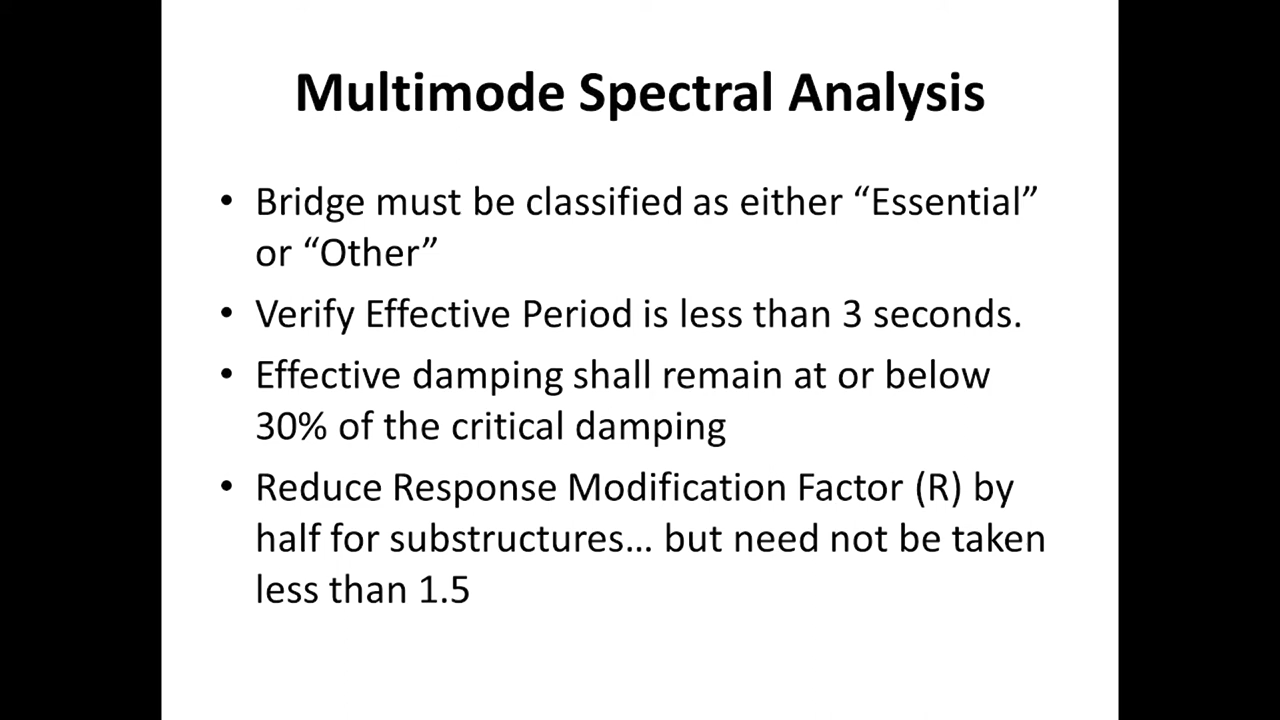 Multimode Spectral Analysis
• Bridge must be classified as either “Essential”
or “Other”
• Verify Effective Period is less than 3 seconds.
• Effective damping shall remain at or below
30% of the critical damping
• Reduce Response Modification Factor (R) by
half for substructures… but need not be taken
less than 1.5